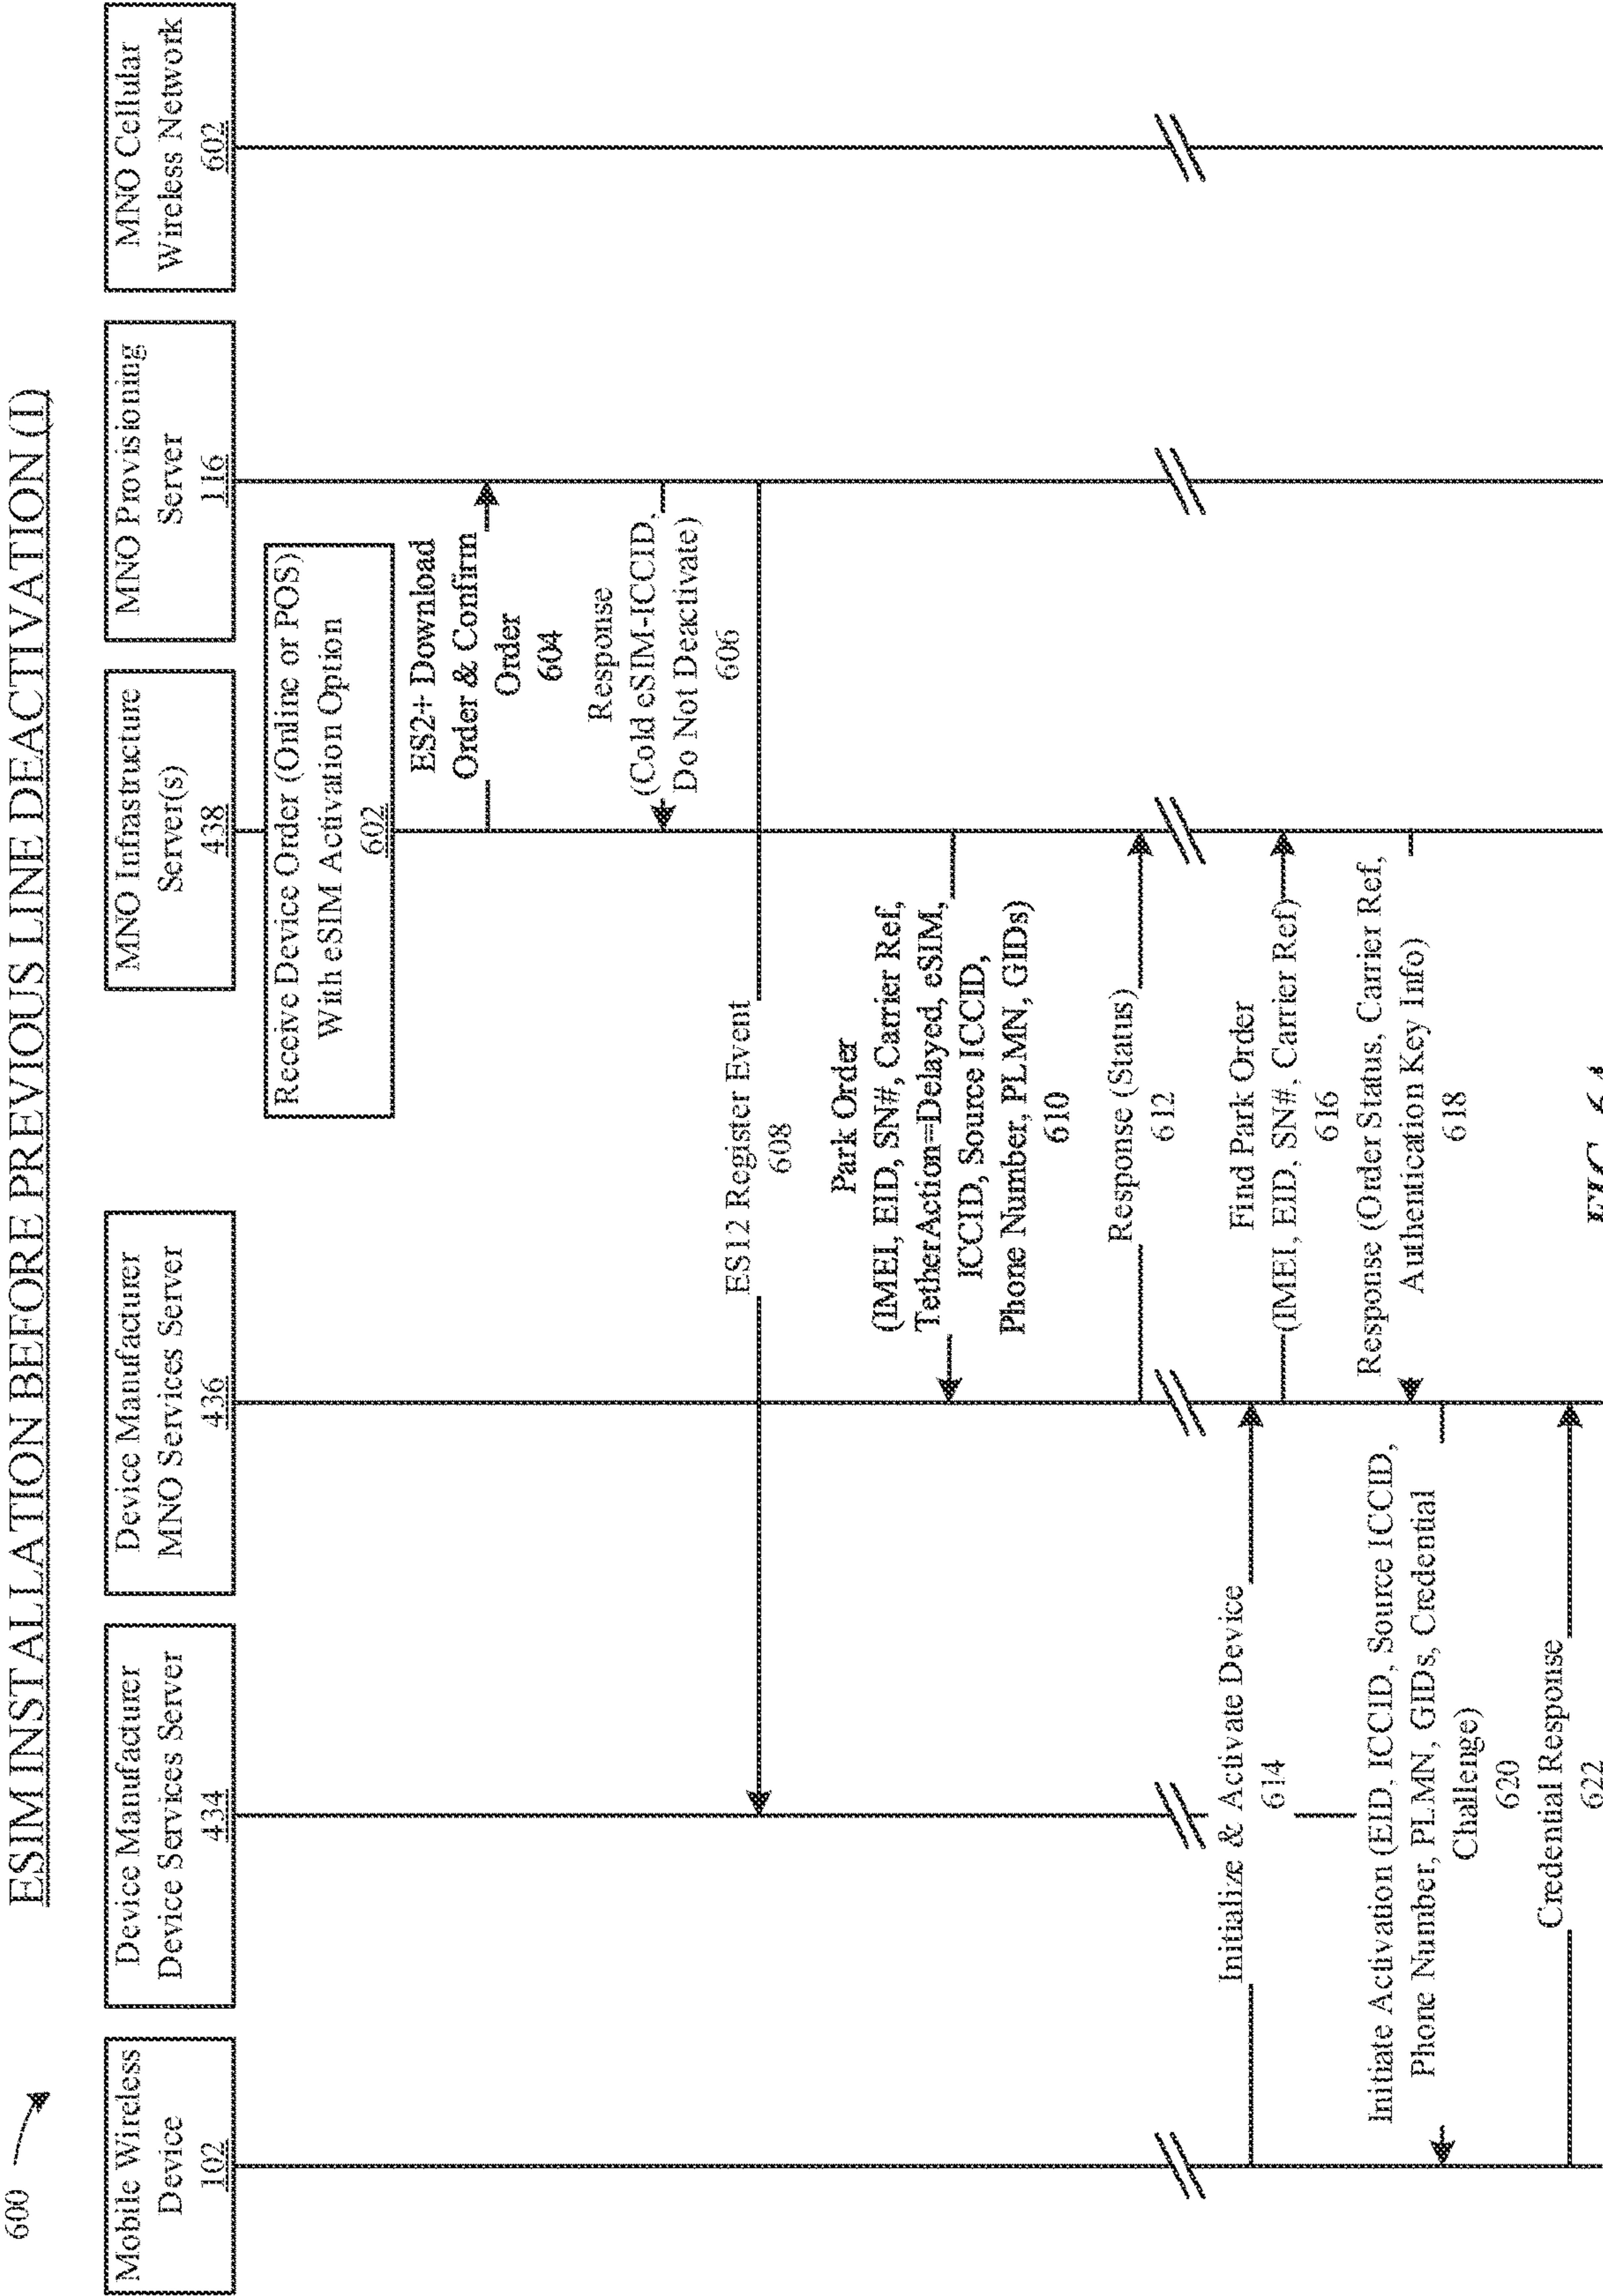 600
ESIM INSTALLATION BEFORE PREVIOUS LINE DEACTIVATION (I)
Mobile Wireless
Device
102
Device Manufacturer
Device Services Server
434
Device Manufacturer
MNO Services Server
436
MNO Infrastructure
Server(s)
438
MNO Provisioning
Server
116
MNO Cellular
Wireless Network
602
Receive Device Order (Online or POS)
With eSIM Activation Option
602
ES2+ Download
Order & Confirm
Order
604
Response
(Cold eSIM-ICCID,
Do Not Deactivate)
606
ES12 Register Event
608
Park Order
(IMEI, EID, SN#, Carrier Ref,
TetherAction=Delayed, eSIM,
ICCID, Source ICCID,
Phone Number, PLMN, GIDs)
610
Response (Status)
612
Initialize & Activate Device
614
Find Park Order
(IMEI, EID, SN#, Carrier Ref)
616
Response (Order Status, Carrier Ref,
Authentication Key Info)
618
Initiate Activation (EID, ICCID, Source ICCID,
Phone Number, PLMN, GIDs, Credential
Challenge)
620
Credential Response
622